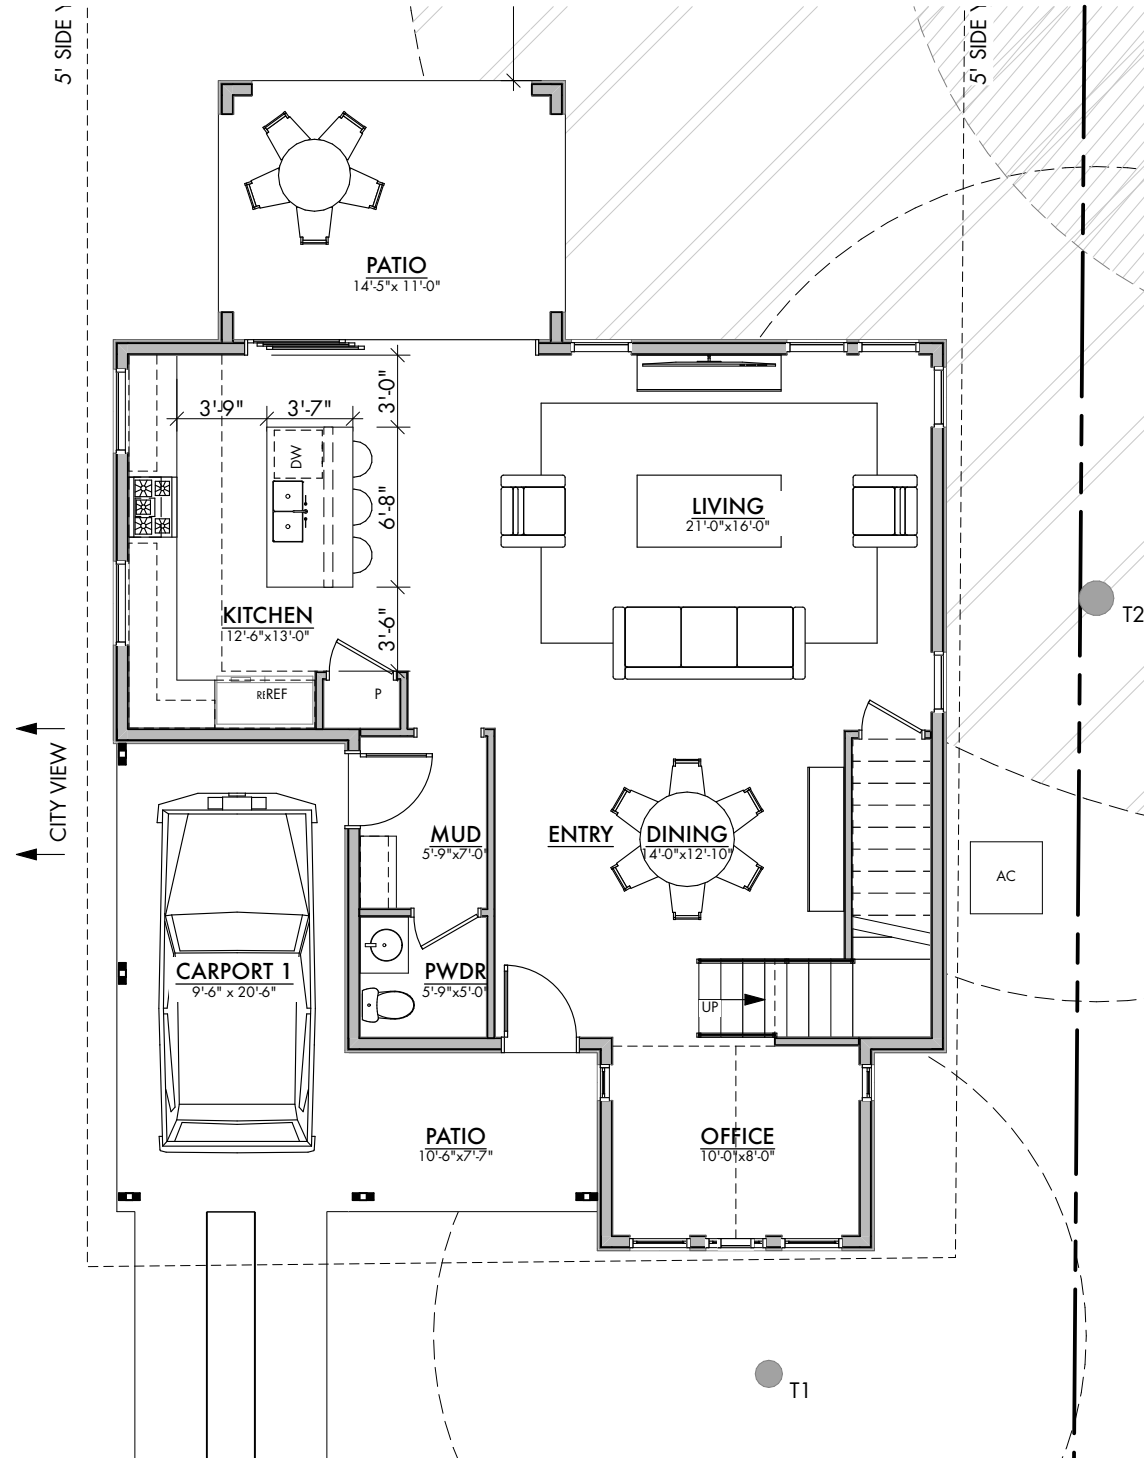 5' SIDE Y
5' SIDE Y
PATIO
14'-5"x 11'-0"
3'-9"
3'-7"
3'-0"
DW
6'-8"
LIVING
21'-0"x16'-0"
KITCHEN
12'-6"x13'-0"
3'-6"
T2
REF
P
CITY VIEW
MUD
5'-9"x7'-0"
ENTRY
DINING
14'-0"x12'-10"
AC
CARPORT 1
9'-6" x 20'-6"
PWDR
5'-9"x5'-0"
UP
PATIO
10'-6"x7'-7"
OFFICE
10'-0"x8'-0"
T1